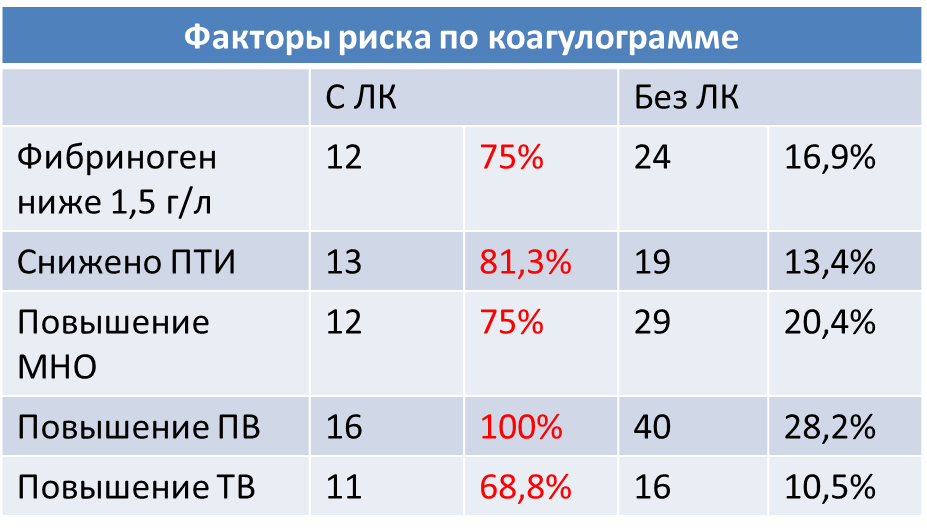 Факторы риска по коагулограмме
С ЛК Без ЛК
Фибриноген 12 75% 24 16,9%
ниже 1,5 г/л
Снижено ПТИ 13 81,3% 19 13,4%
Повышение 12 75% 29 20,4%
МНО
Повышение ПВ 16 100% 40 28,2%
Повышение ТВ 11 68,8% 16 10,5%